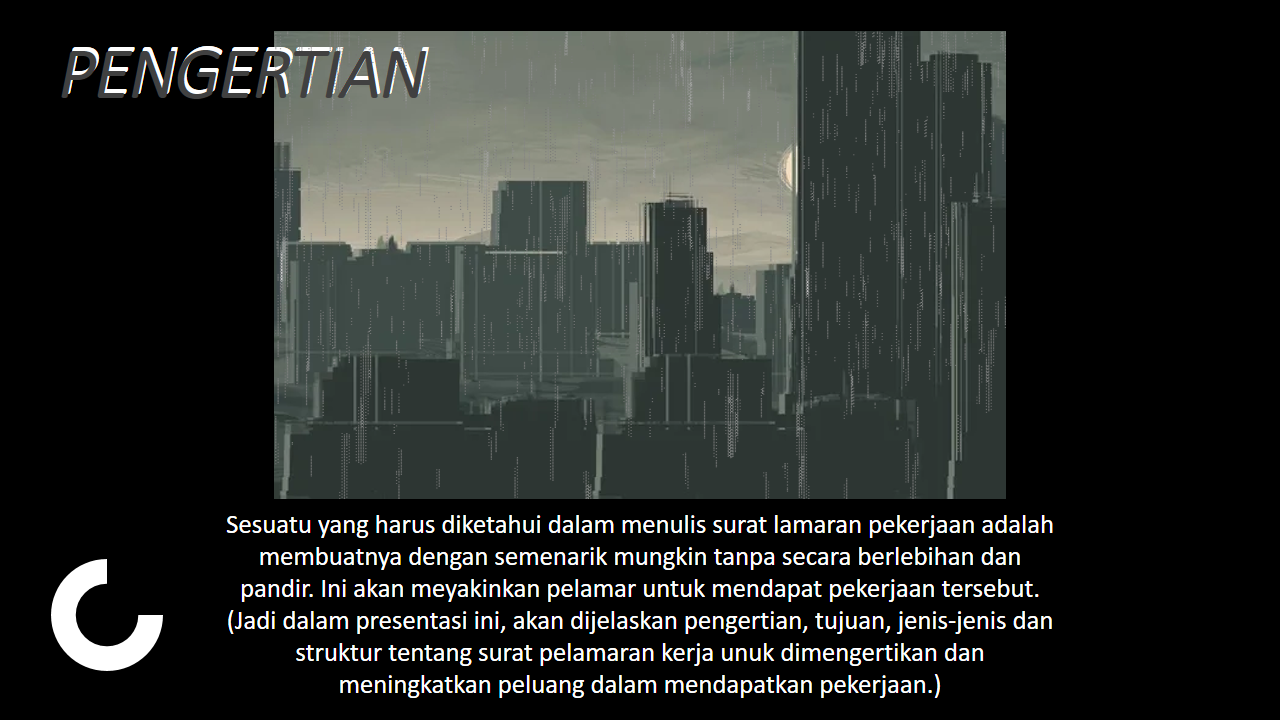 PENGERTIAN
Sesuatu yang harus diketahui dalam menulis surat lamaran pekerjaan adalah
membuatnya dengan semenarik mungkin tanpa secara berlebihan dan
pandir. Ini akan meyakinkan pelamar untuk mendapat pekerjaan tersebut.
(Jadi dalam presentasi ini, akan dijelaskan pengertian, tujuan, jenis-jenis dan
struktur tentang surat pelamaran kerja unuk dimengertikan dan
meningkatkan peluang dalam mendapatkan pekerjaan.)